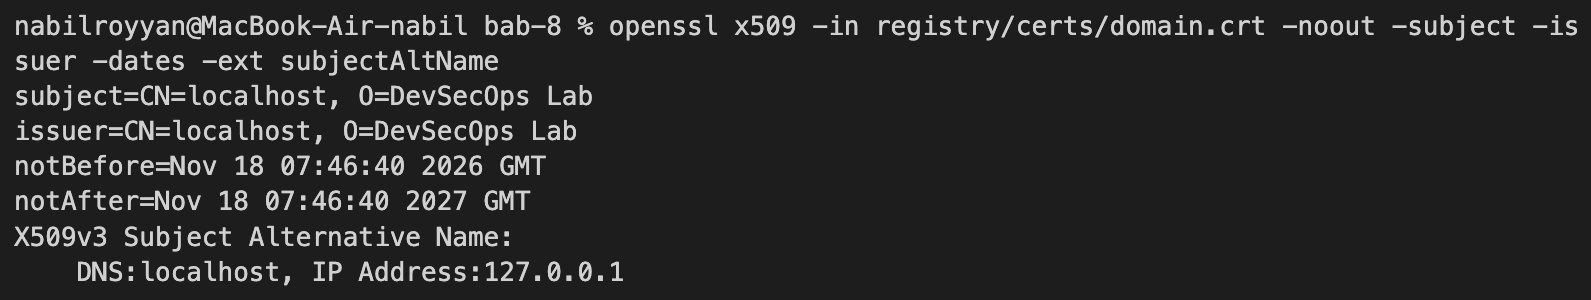 nabilroyyan@MacBook-Air-nabil bab-8 % openssl x509 -in registry/certs/domain.crt -noout -subject -is
suer -dates -ext subjectAltName
subject=CN=localhost, O=DevSecOps Lab
issuer=CN=localhost, O=DevSecOps Lab
notBefore=Nov 18 07:46:40 2026 GMT
notAfter=Nov 18 07:46:40 2027 GMT
X509v3 Subject Alternative Name:
    DNS:localhost, IP Address:127.0.0.1